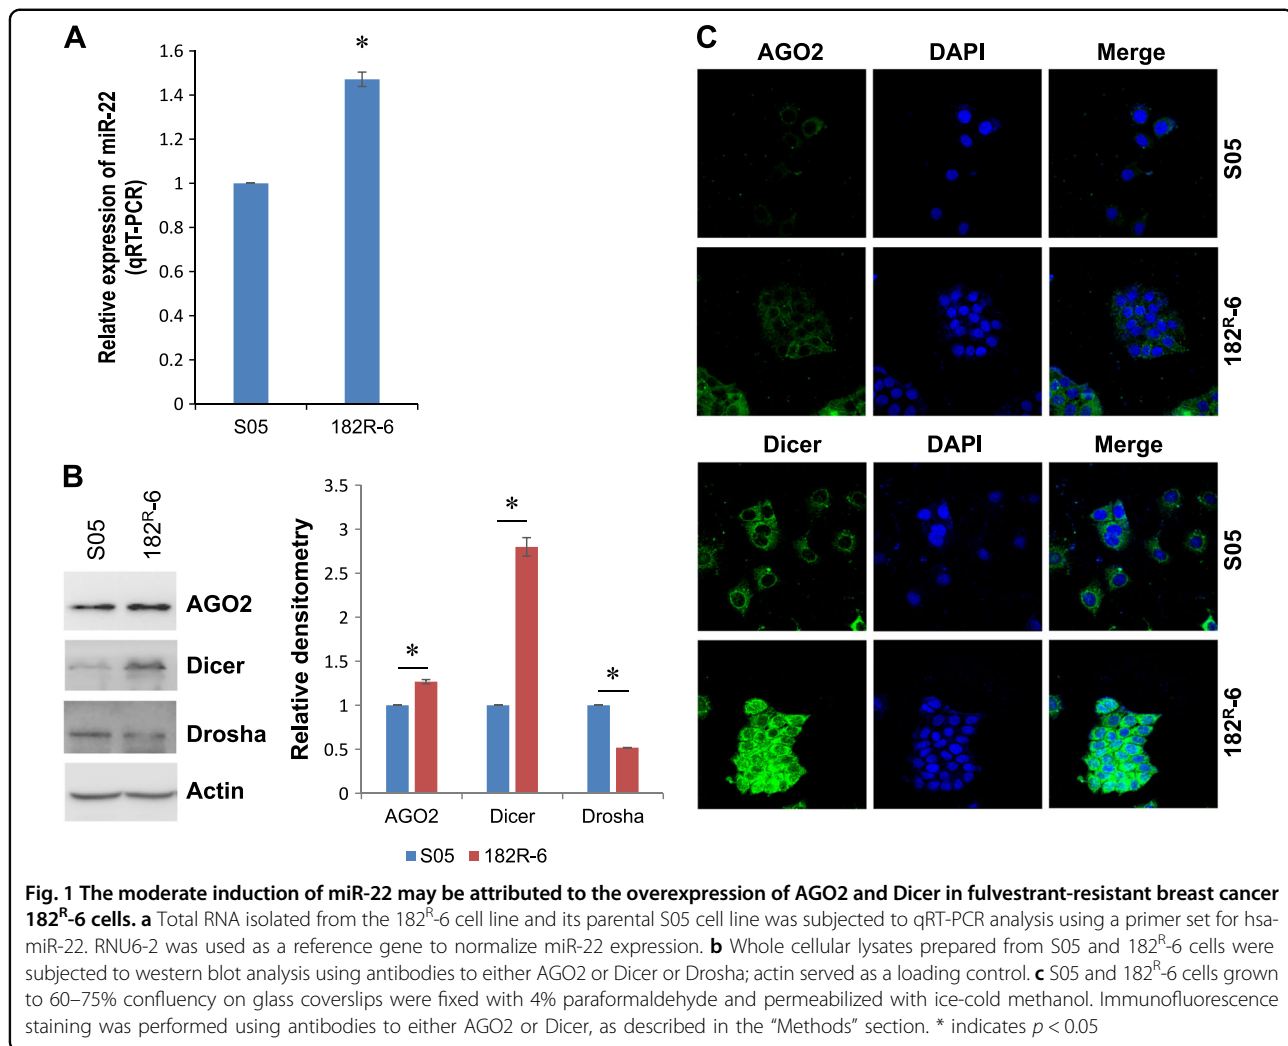 A
Relative expression of miR-22
(qRT-PCR)
1.6
1.4
1.2
1
0.8
0.6
0.4
0.2
0
*
S05
182R-6
B
S05
182ᴿ-6
AGO2
Dicer
Drosha
Actin
Relative densitometry
3.5
3
2.5
2
1.5
1
0.5
0
*
*
*
AGO2
Dicer
Drosha
S05
182R-6
C
AGO2
DAPI
Merge
S05
182ᴿ-6
Dicer
DAPI
Merge
S05
182ᴿ-6
Fig. 1 The moderate induction of miR-22 may be attributed to the overexpression of AGO2 and Dicer in fulvestrant-resistant breast cancer
182ᴿ-6 cells. a Total RNA isolated from the 182ᴿ-6 cell line and its parental S05 cell line was subjected to qRT-PCR analysis using a primer set for hsa-
miR-22. RNU6-2 was used as a reference gene to normalize miR-22 expression. b Whole cellular lysates prepared from S05 and 182ᴿ-6 cells were
subjected to western blot analysis using antibodies to either AGO2 or Dicer or Drosha; actin served as a loading control. c S05 and 182ᴿ-6 cells grown
to 60–75% confluency on glass coverslips were fixed with 4% paraformaldehyde and permeabilized with ice-cold methanol. Immunofluorescence
staining was performed using antibodies to either AGO2 or Dicer, as described in the “Methods” section. * indicates p < 0.05